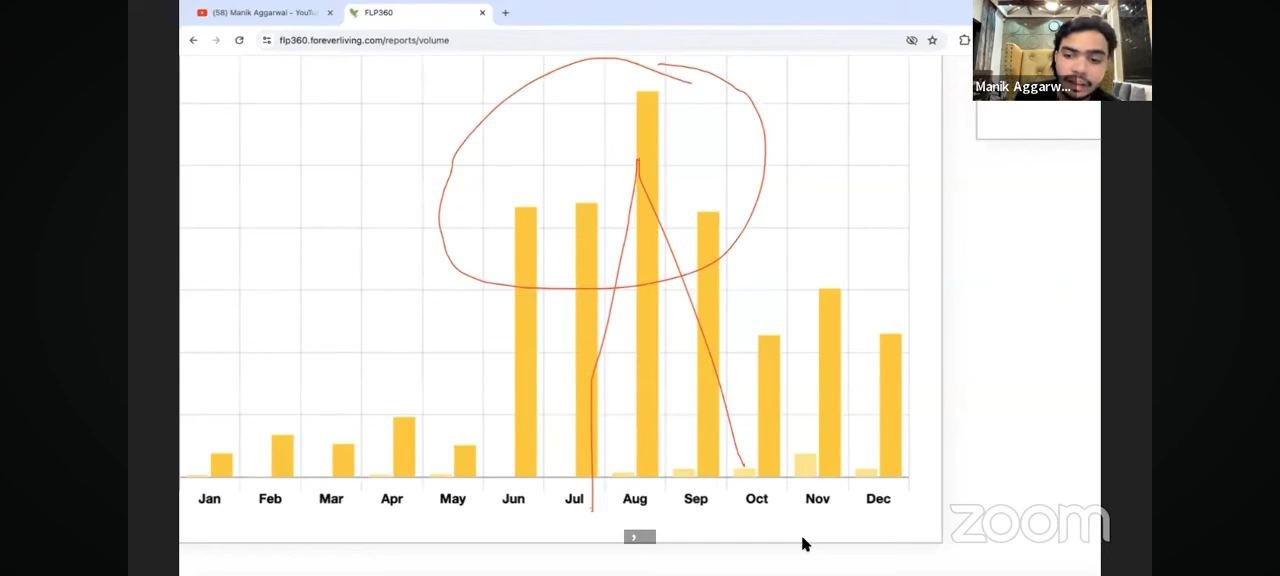 (58) Manik Aggarwal - YouTu
FLP360
flp360.foreverliving.com/reports/volume
Manik Aggarw...
Jan Feb Mar Apr May Jun Jul Aug Sep Oct Nov Dec
,
zoom